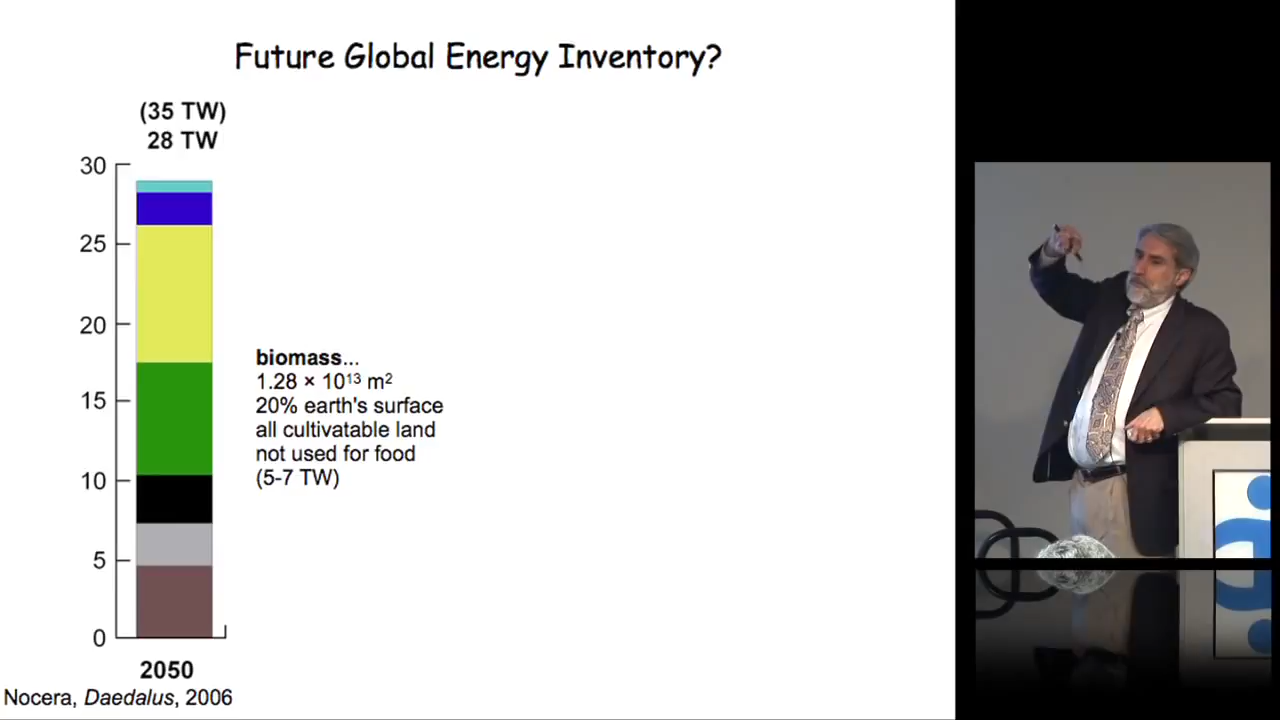 Future Global Energy Inventory?
(35 TW)
28 TW
30
25
20
15
10
5
0
biomass...
1.28 × 10¹³ m²
20% earth's surface
all cultivatable land
not used for food
(5-7 TW)
2050
Nocera, Daedalus, 2006